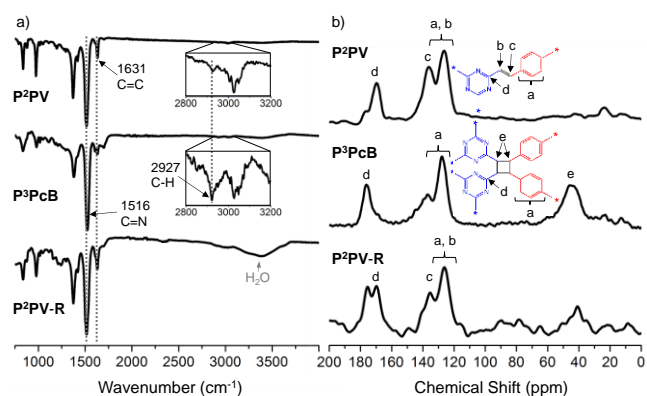 a)
P²PV
1631
C=C
2800 3000 3200
P³PcB
2927
C-H
2800 3000 3200
1516
C=N
P²PV-R
H₂O
1000 1500 2000 2500 3000 3500 4000
Wavenumber (cm⁻¹)
b)
P²PV
a, b
d
c
b c
*
*
*
d
a
P³PcB
a
d
e
*
*
*
*
*
*
d
a
e
P²PV-R
a, b
d
c
200 180 160 140 120 100 80 60 40 20 0
Chemical Shift (ppm)